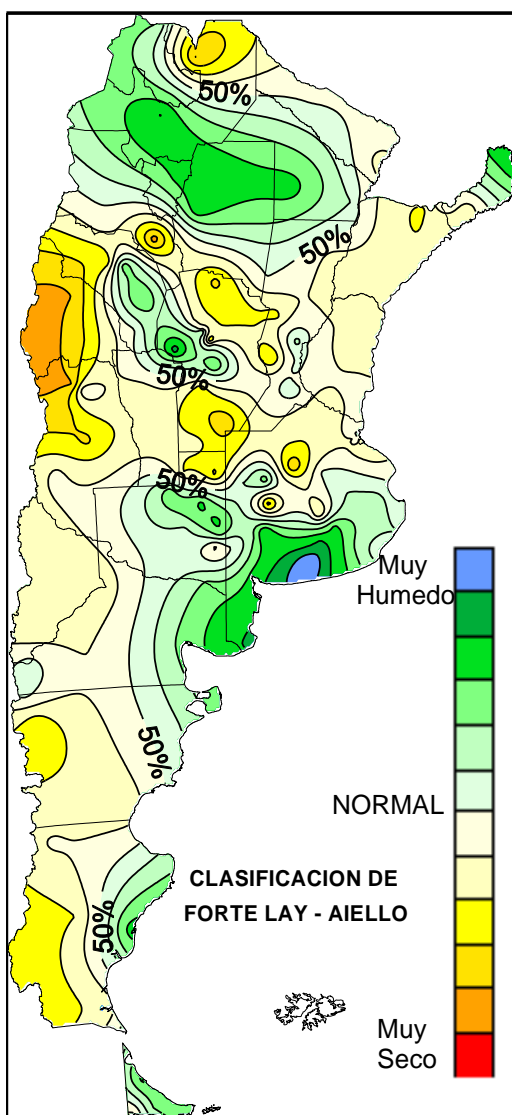 50%
50%
50%
50%
Muy
Humedo
50%
NORMAL
CLASIFICACION DE
FORTE LAY - AIELLO
50%
Muy
Seco